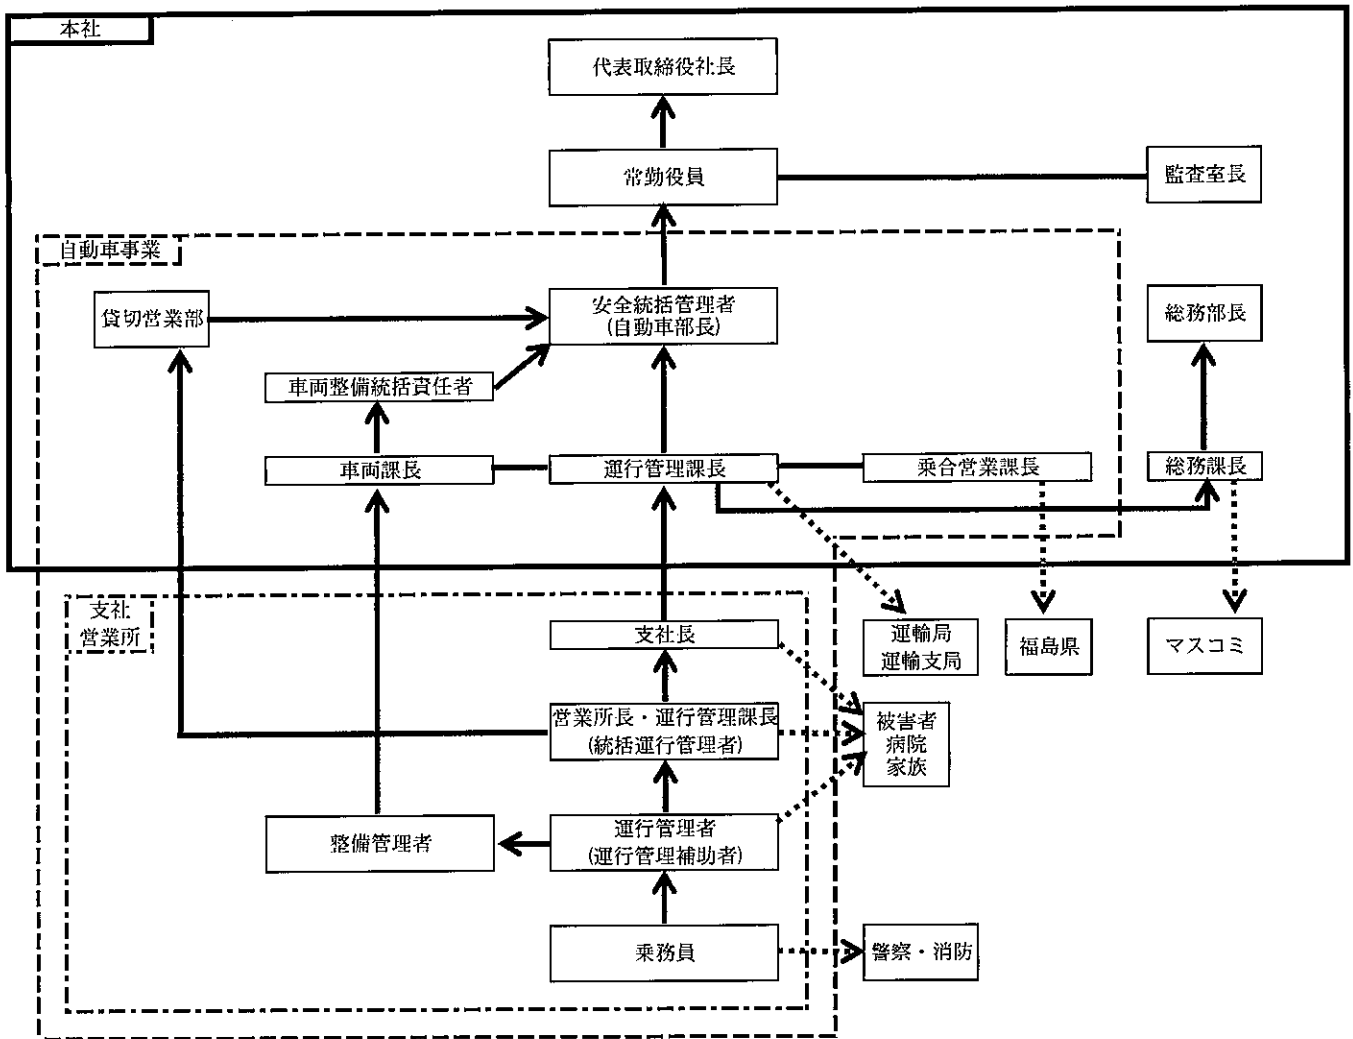 本社
代表取締役社長
常勤役員
監査室長
自動車事業
貸切営業部
安全統括管理者
(自動車部長)
総務部長
車両整備統括責任者
車両課長
運行管理課長
乗合営業課長
総務課長
支社
営業所
支社長
運輸局
運輸支局
福島県
マスコミ
営業所長・運行管理課長
(統括運行管理者)
被害者
病院
家族
整備管理者
運行管理者
(運行管理補助者)
乗務員
警察・消防